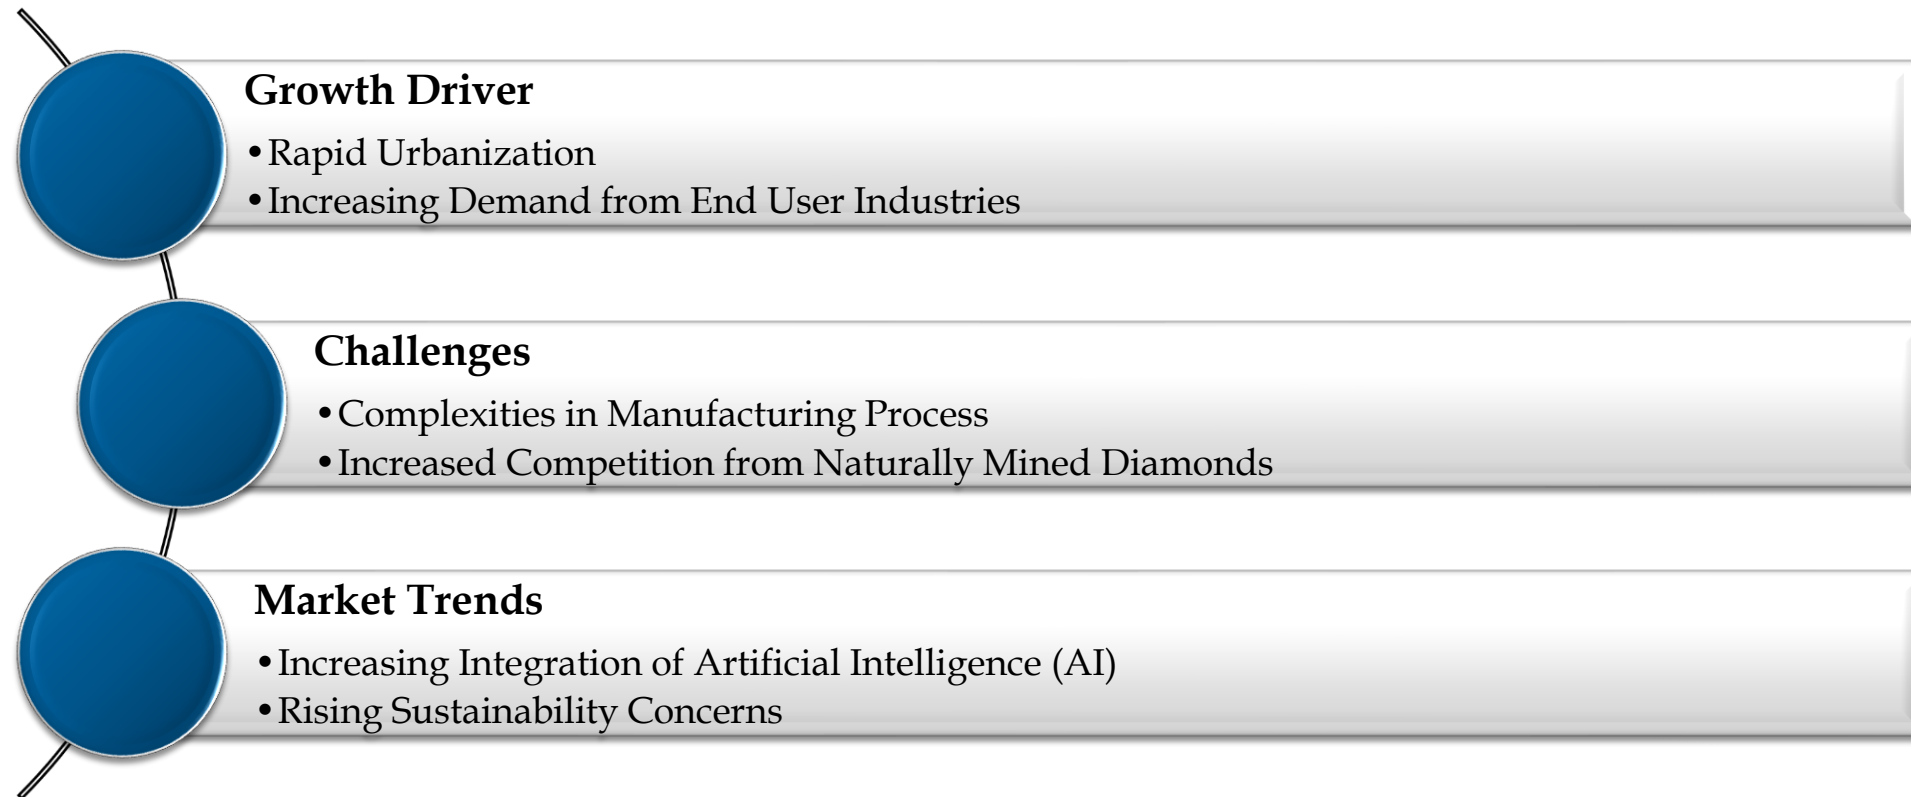 Growth Driver
•Rapid Urbanization
•Increasing Demand from End User Industries
Challenges
•Complexities in Manufacturing Process
•Increased Competition from Naturally Mined Diamonds
Market Trends
•Increasing Integration of Artificial Intelligence (AI)
•Rising Sustainability Concerns